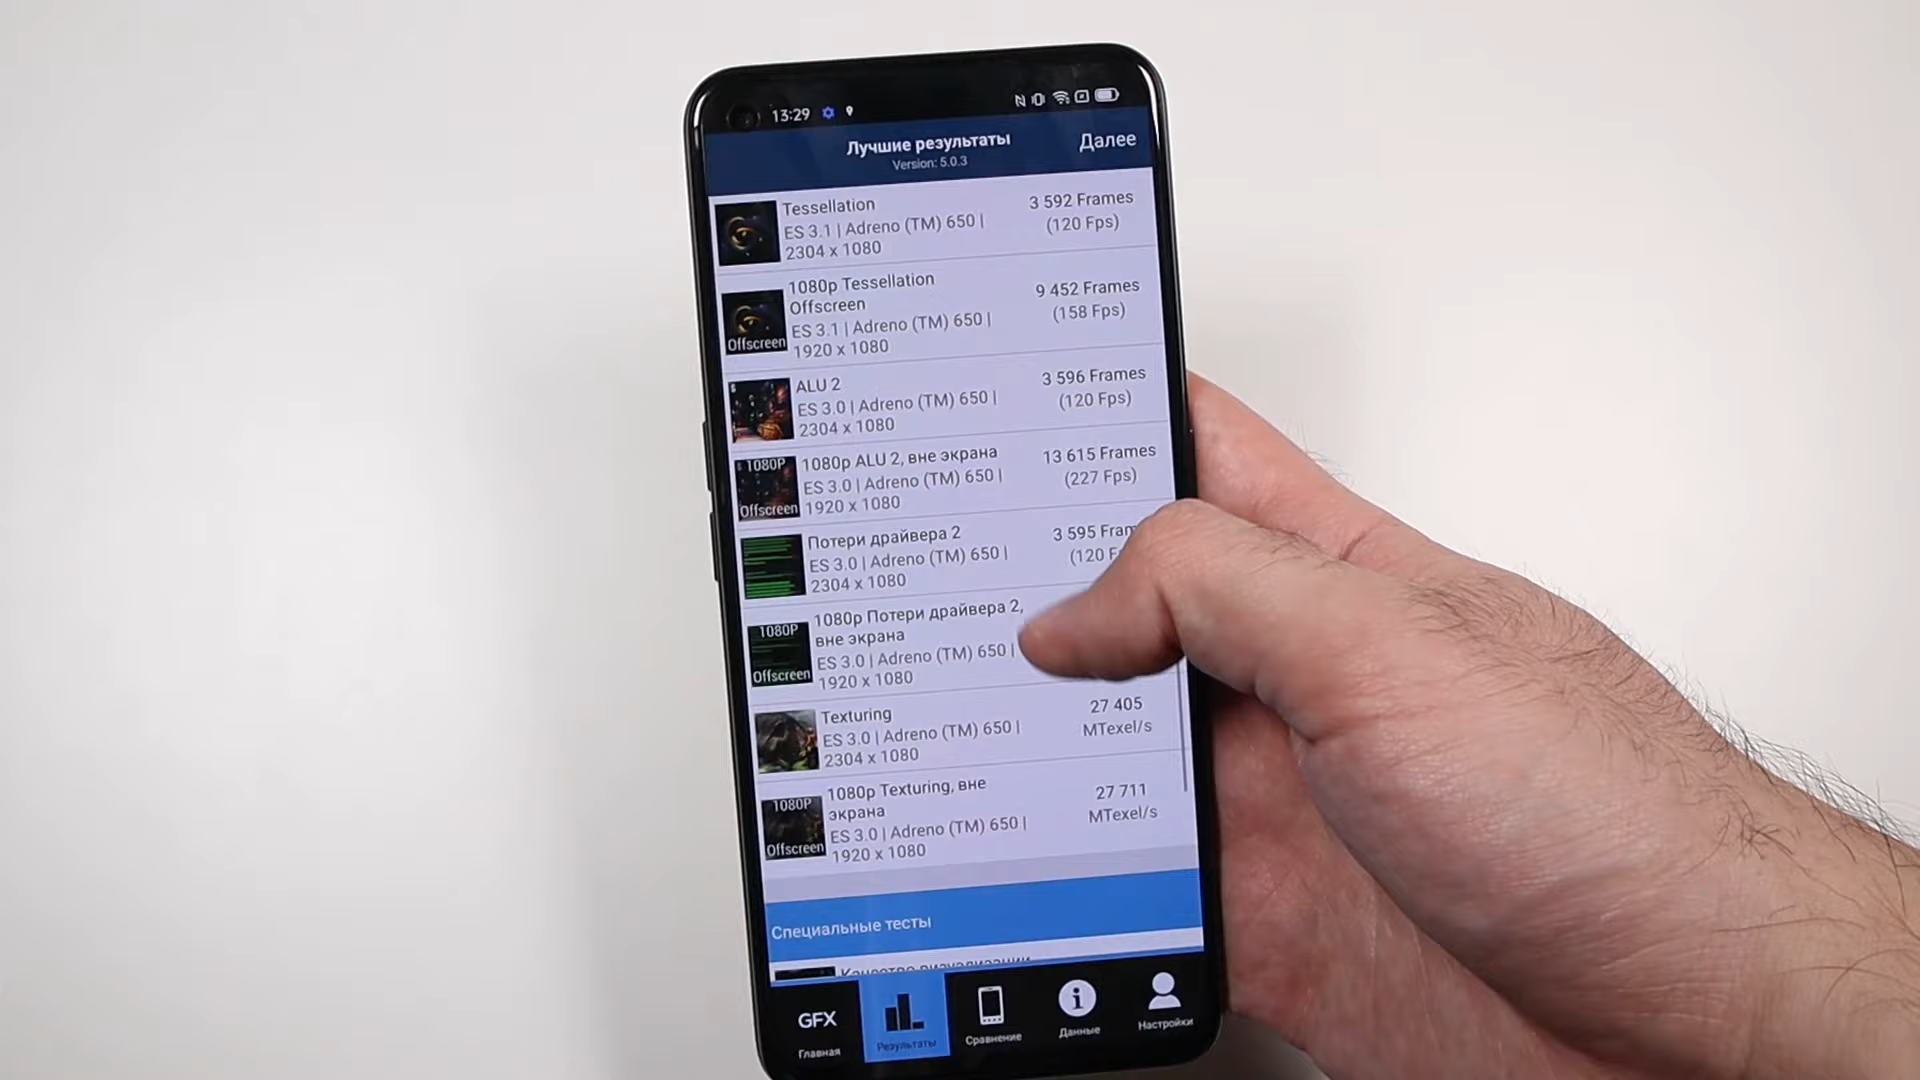 13:29
Лучшие результаты
Version: 5.0.3
Далее
Tessellation
ES 3.1 | Adreno (TM) 650 |
2304 x 1080
3 592 Frames
(120 Fps)
Offscreen
1080p Tessellation
Offscreen
ES 3.1 | Adreno (TM) 650 |
1920 x 1080
9 452 Frames
(158 Fps)
ALU 2
ES 3.0 | Adreno (TM) 650 |
2304 x 1080
3 596 Frames
(120 Fps)
1080P
Offscreen
1080p ALU 2, вне экрана
ES 3.0 | Adreno (TM) 650 |
1920 x 1080
13 615 Frames
(227 Fps)
Потери драйвера 2
ES 3.0 | Adreno (TM) 650 |
2304 x 1080
3 595
(120
1080P
Offscreen
1080p Потери драйвера 2,
вне экрана
ES 3.0 | Adreno (TM) 650 |
1920 x 1080
Texturing
ES 3.0 | Adreno (TM) 650 |
2304 x 1080
27 405
MTexel/s
1080P
Offscreen
1080p Texturing, вне
экрана
ES 3.0 | Adreno (TM) 650 |
1920 x 1080
27 711
MTexel/s
Специальные тесты
GFX
Главная
Результаты
Сравнение
Данные
Настройки